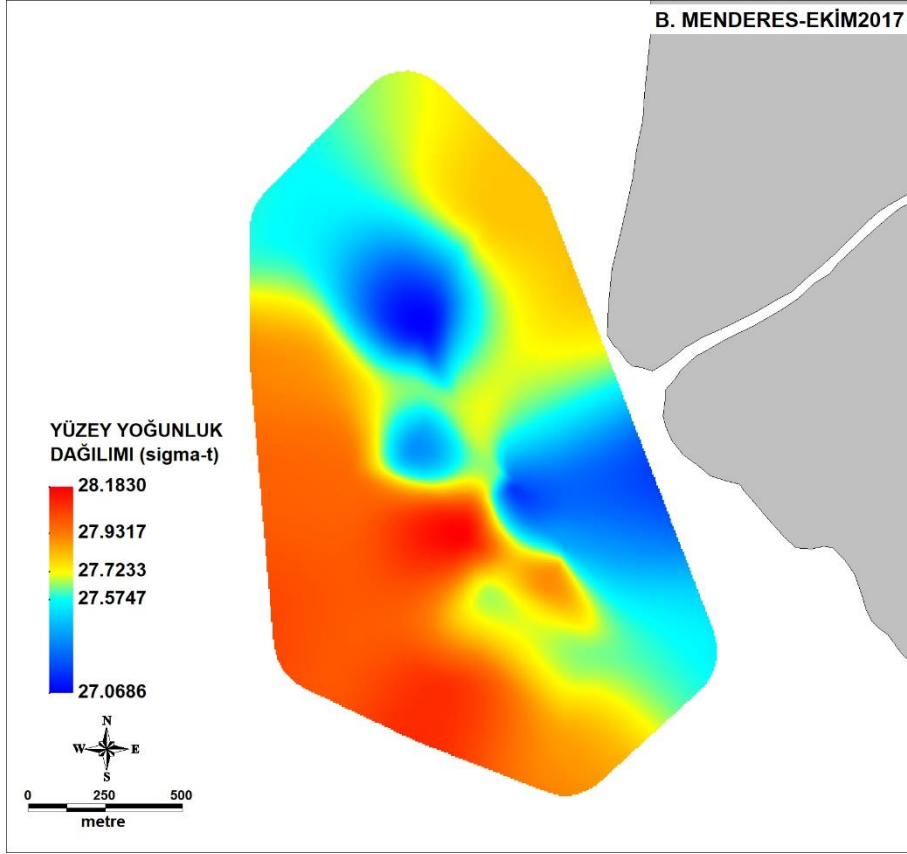 B. MENDERES-EKİM2017
YÜZEY YOĞUNLUK
DAĞILIMI (sigma-t)
28.1830
27.9317
27.7233
27.5747
27.0686
N
W E
S
0 250 500
metre